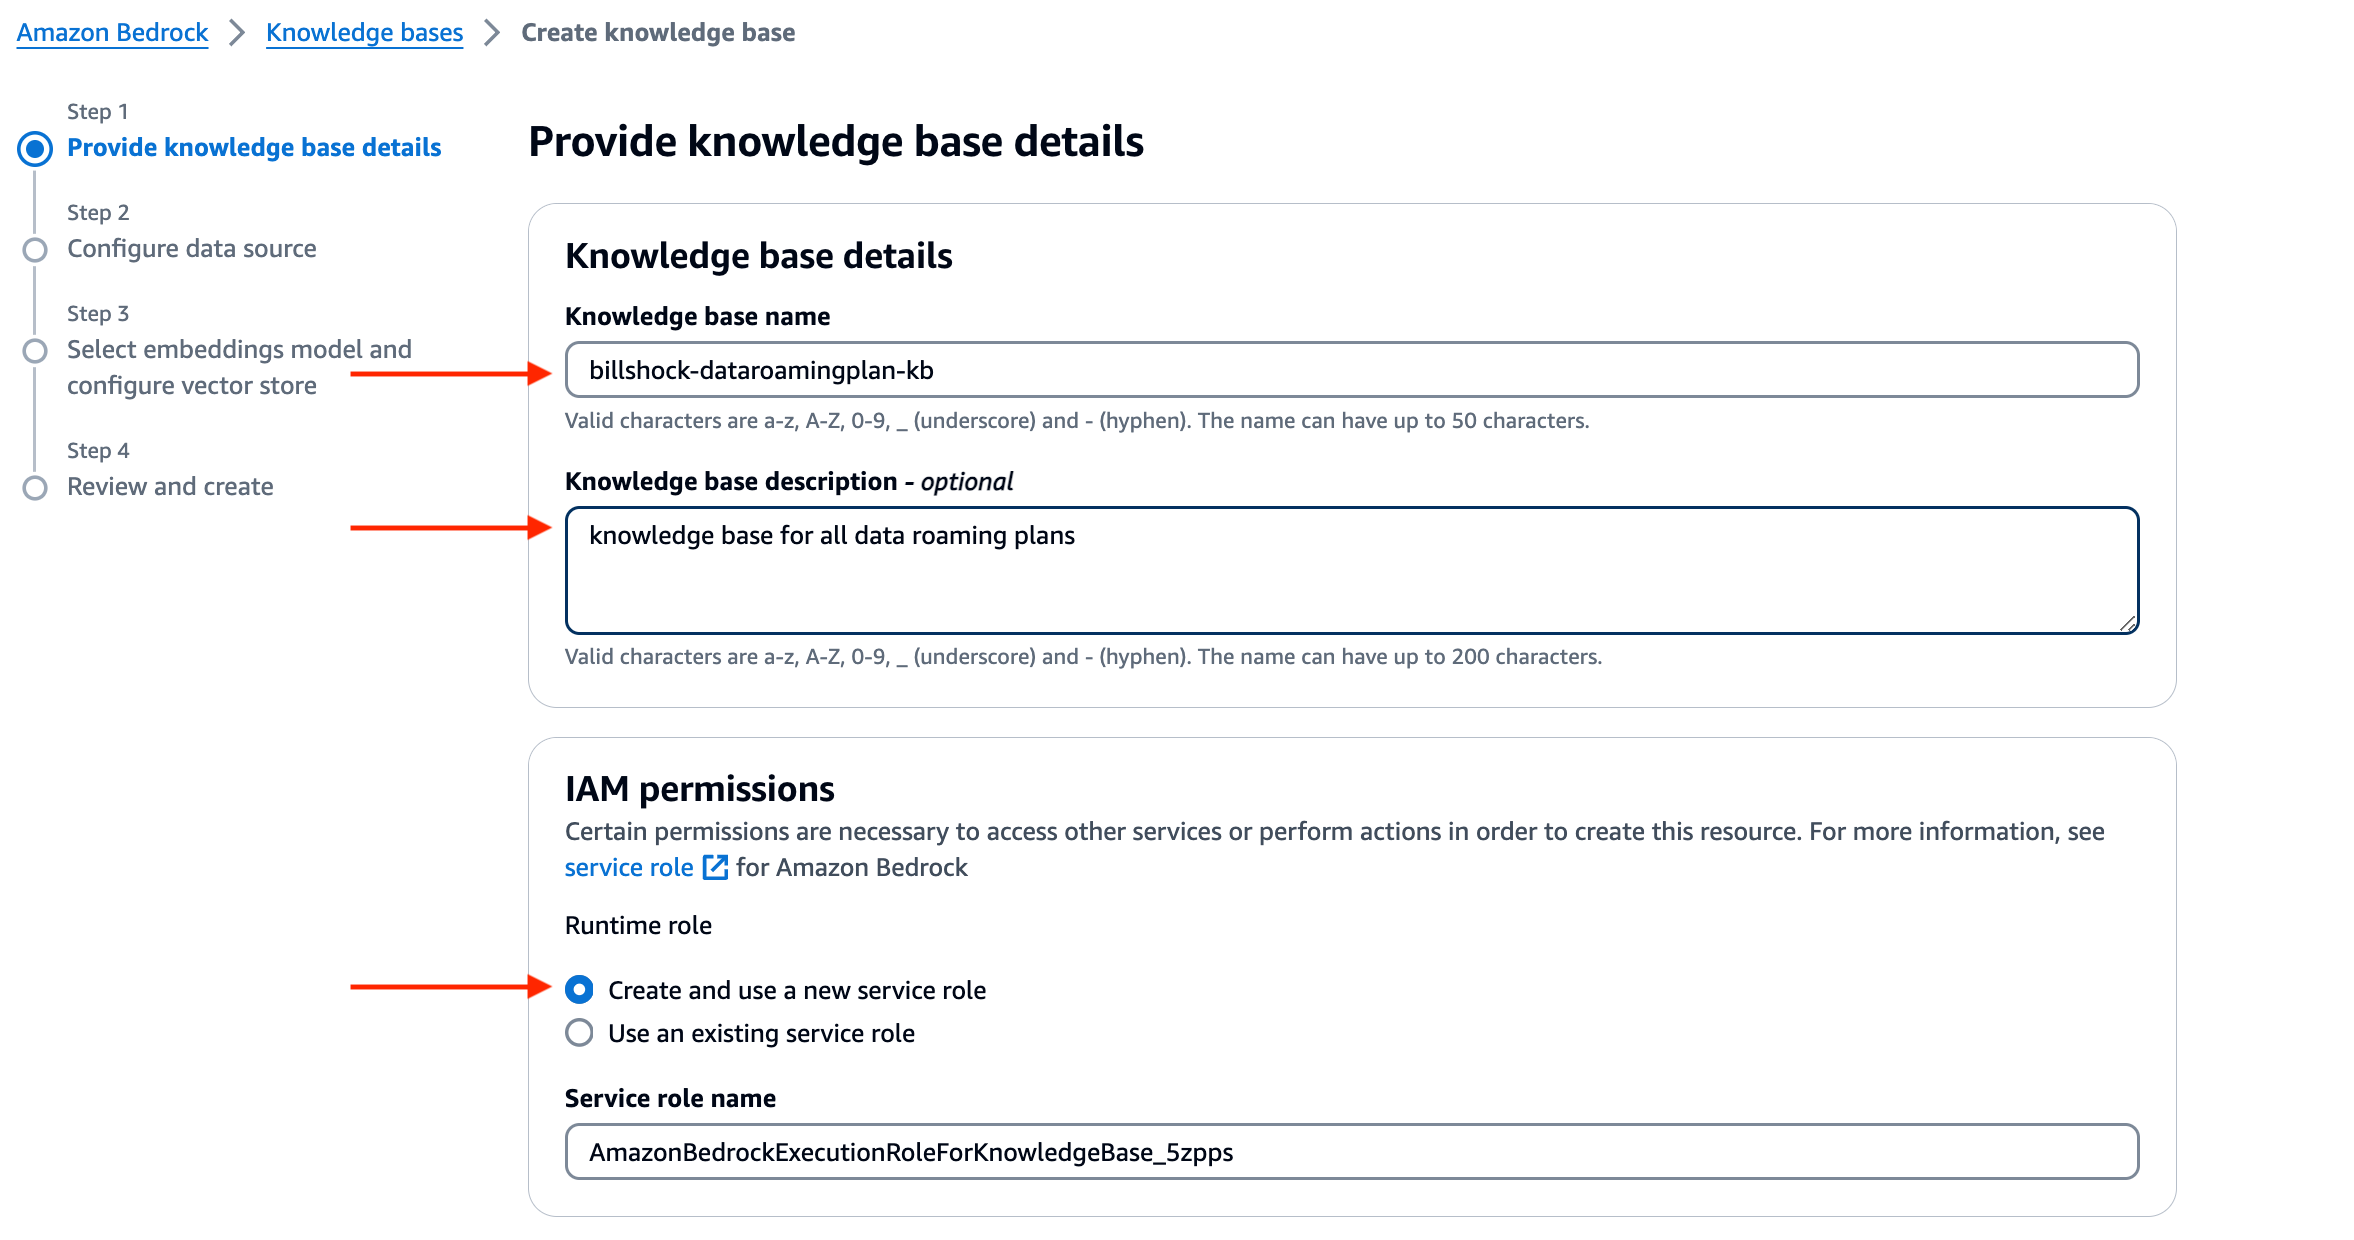 Amazon Bedrock > Knowledge bases > Create knowledge base
Step 1
Provide knowledge base details
Step 2
Configure data source
Step 3
Select embeddings model and
configure vector store
Step 4
Review and create
Provide knowledge base details
Knowledge base details
Knowledge base name
billshock-dataroamingplan-kb
Valid characters are a-z, A-Z, 0-9, _ (underscore) and - (hyphen). The name can have up to 50 characters.
Knowledge base description - optional
knowledge base for all data roaming plans
Valid characters are a-z, A-Z, 0-9, _ (underscore) and - (hyphen). The name can have up to 200 characters.
IAM permissions
Certain permissions are necessary to access other services or perform actions in order to create this resource. For more information, see
service role for Amazon Bedrock
Runtime role
Create and use a new service role
Use an existing service role
Service role name
AmazonBedrockExecutionRoleForKnowledgeBase_5zpps